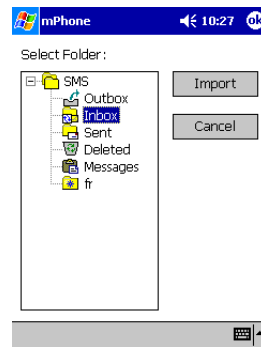 mPhone 10:27 ok
Select Folder:
SMS
Outbox
Inbox
Sent
Deleted
Messages
fr
Import
Cancel